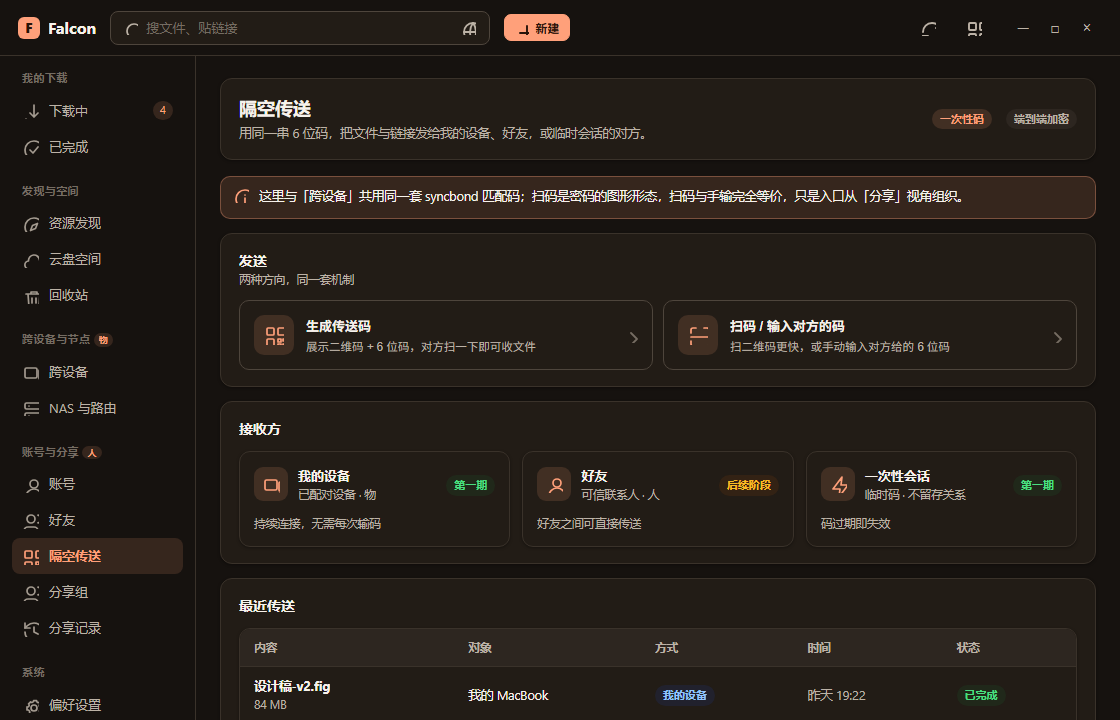 F Falcon
搜文件、贴链接
新建
我的下载
下载中 4
已完成
发现与空间
资源发现
云盘空间
回收站
跨设备与节点 物
跨设备
NAS 与路由
账号与分享 人
账号
好友
隔空传送
分享组
分享记录
系统
偏好设置
隔空传送
用同一串 6 位码，把文件与链接发给我的设备、好友，或临时会话的对方。
一次性码 端到端加密
这里与「跨设备」共用同一套 syncbond 匹配码；扫码是密码的图形形态，扫码与手输完全等价，只是入口从「分享」视角组织。
发送
两种方向，同一套机制
生成传送码
展示二维码 + 6 位码，对方扫一下即可收文件
扫码 / 输入对方的码
扫二维码更快，或手动输入对方给的 6 位码
接收方
我的设备
已配对设备 · 物
第一期
持续连接，无需每次输码
好友
可信联系人 · 人
后续阶段
好友之间可直接传送
一次性会话
临时码 · 不留存关系
第一期
码过期即失效
最近传送
内容 对象 方式 时间 状态
设计稿-v2.fig
84 MB
我的 MacBook 我的设备 昨天 19:22 已完成